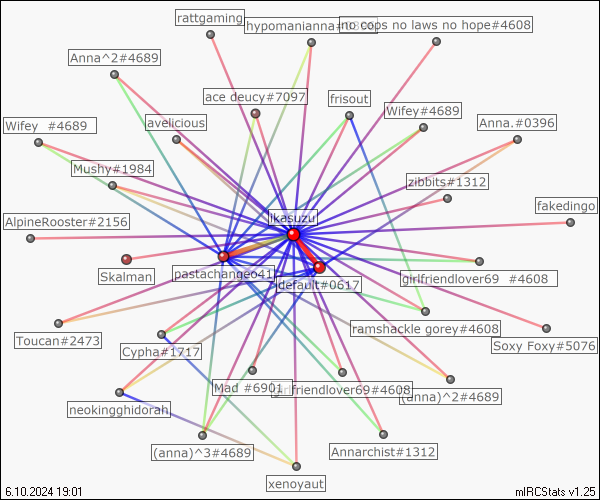 rattgaming
hypomanianna#0396
no cops no laws no hope#4608
Anna^2#4689
ace deucy#7097
frisout
Wifey #4689
avelicious
Wifey#4689
Anna.#0396
Mushy#1984
zibbits#1312
ikasuzu
AlpineRooster#2156
fakedingo
Skalman
pastachangeo41
default#0617
girlfriendlover69 #4608
Toucan#2473
Cypha#1717
ramshackle gorey#4608
Soxy Foxy#5076
Mad #6901
girlfriendlover69#4608
(anna)^2#4689
neokingghidorah
(anna)^3#4689
Annarchist#1312
xenoyaut
6.10.2024 19:01
mIRCStats v1.25